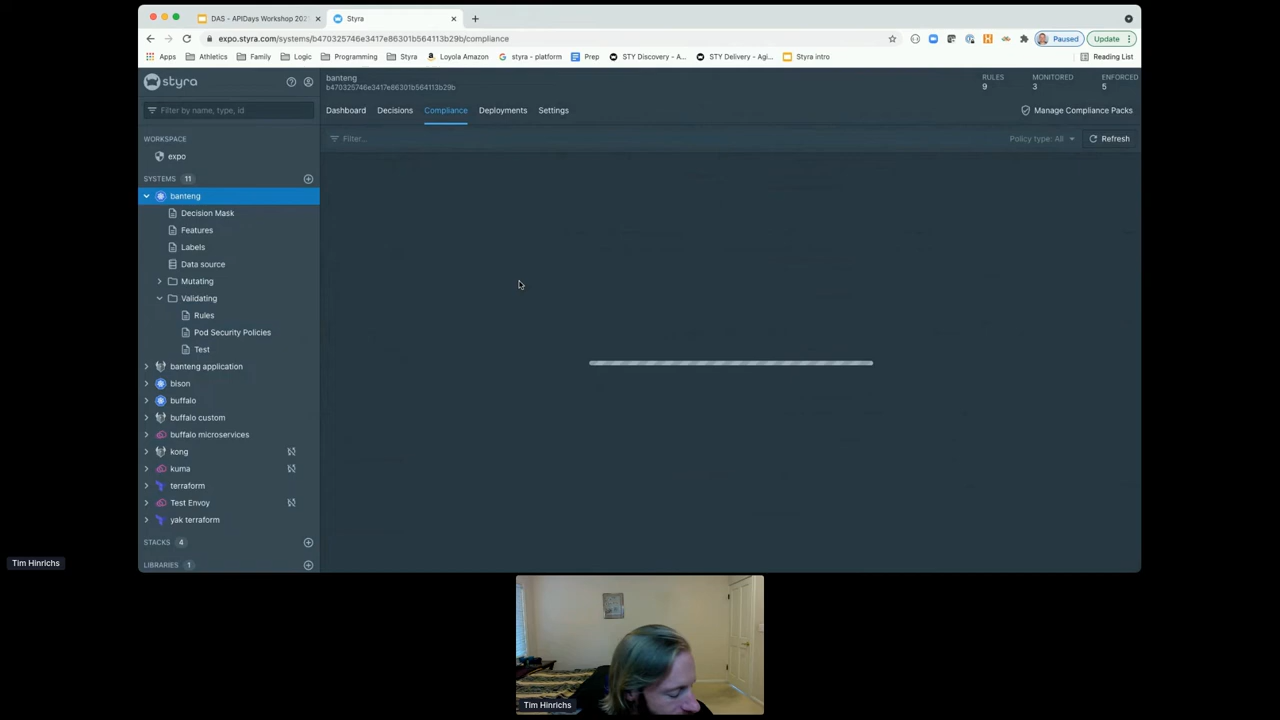 DAS - APIDays Workshop 202
Styra
expo.styra.com/systems/b470325746e3417e86301b564113b29b/compliance
Paused
Update
Apps
Athletics
Family
Logic
Programming
Styra
Loyola Amazon
styra - platform
Prep
STY Discovery - A...
STY Delivery - Agi...
Styra intro
Reading List
styra
Filter by name, type, id
WORKSPACE
expo
SYSTEMS 11
banteng
Decision Mask
Features
Labels
Data source
Mutating
Validating
Rules
Pod Security Policies
Test
banteng application
bison
buffalo
buffalo custom
buffalo microservices
kong
kuma
terraform
Test Envoy
yak terraform
STACKS 4
LIBRARIES 1
banteng
b470325746e3417e86301b564113b29b
RULES
9
MONITORED
3
ENFORCED
5
Dashboard
Decisions
Compliance
Deployments
Settings
Manage Compliance Packs
Filter...
Policy type: All
Refresh
Tim Hinrichs
Tim Hinrichs